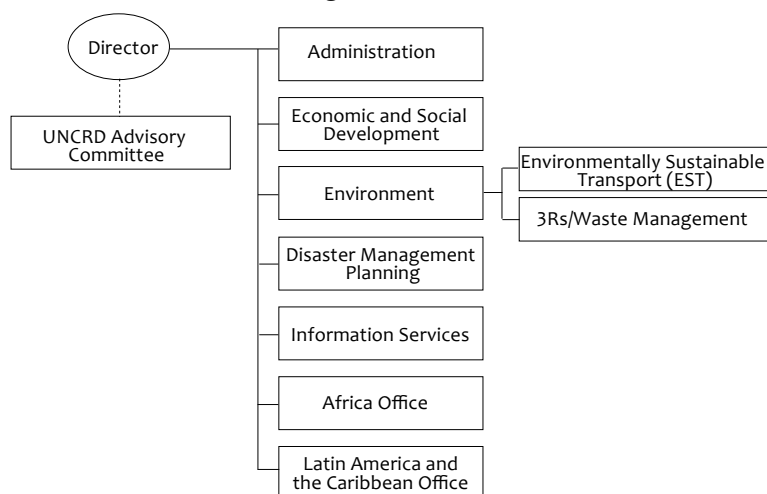 Director
UNCRD Advisory
Committee
Administration
Economic and Social
Development
Environment
Environmentally Sustainable
Transport (EST)
3Rs/Waste Management
Disaster Management
Planning
Information Services
Africa Office
Latin America and
the Caribbean Office